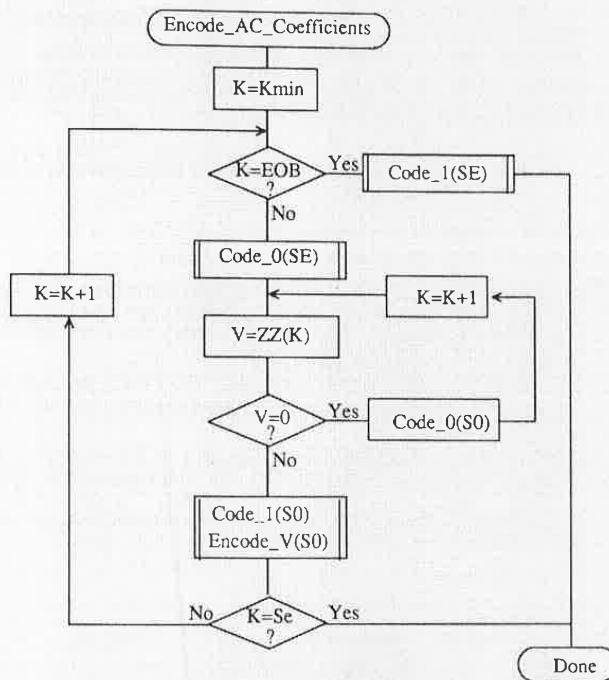 Encode_AC_Coefficients
K=Kmin
K=EOB
?
Yes
Code_1(SE)
No
Code_0(SE)
K=K+1
K=K+1
V=ZZ(K)
V=0
?
Yes
Code_0(S0)
No
Code_1(S0)
Encode_V(S0)
No
K=Se
?
Yes
Done